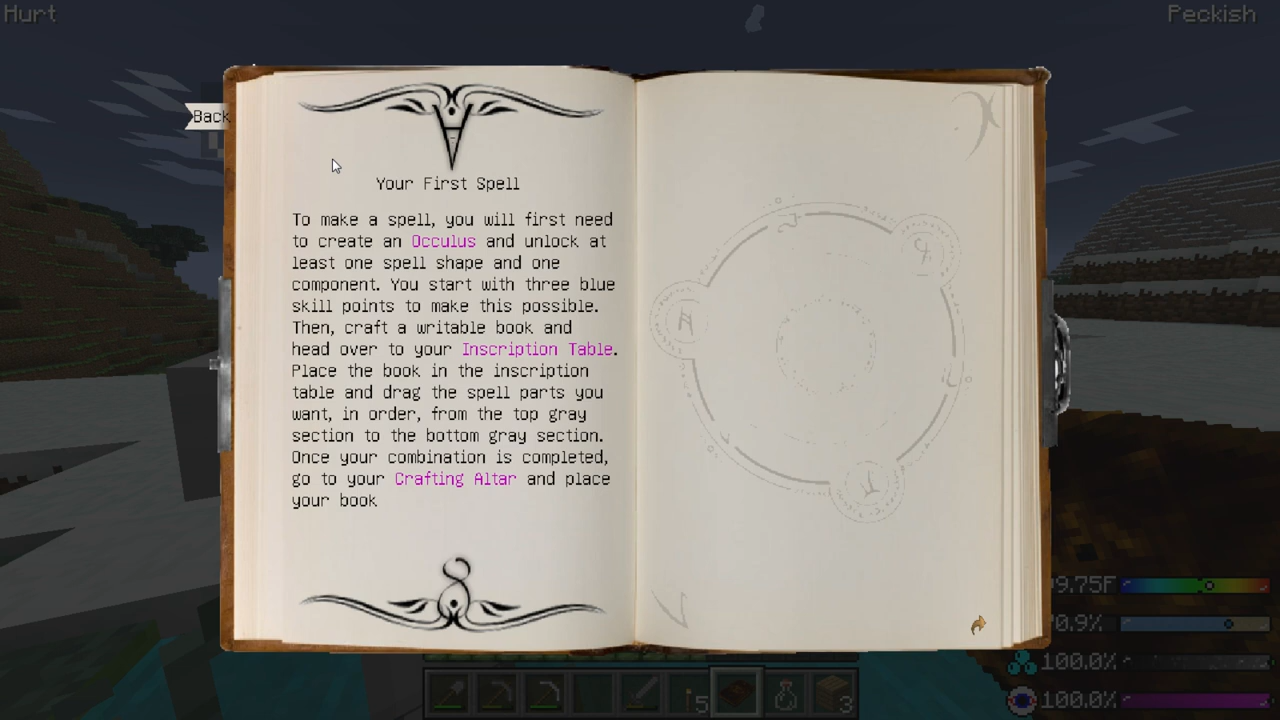 Hurt
Peckish
Back
Your First Spell
To make a spell, you will first need
to create an Occulus and unlock at
least one spell shape and one
component. You start with three blue
skill points to make this possible.
Then, craft a writable book and
head over to your Inscription Table.
Place the book in the inscription
table and drag the spell parts you
want, in order, from the top gray
section to the bottom gray section.
Once your combination is completed,
go to your Crafting Altar and place
your book
9.75F
0.9%
100.0%
100.0%
5
3